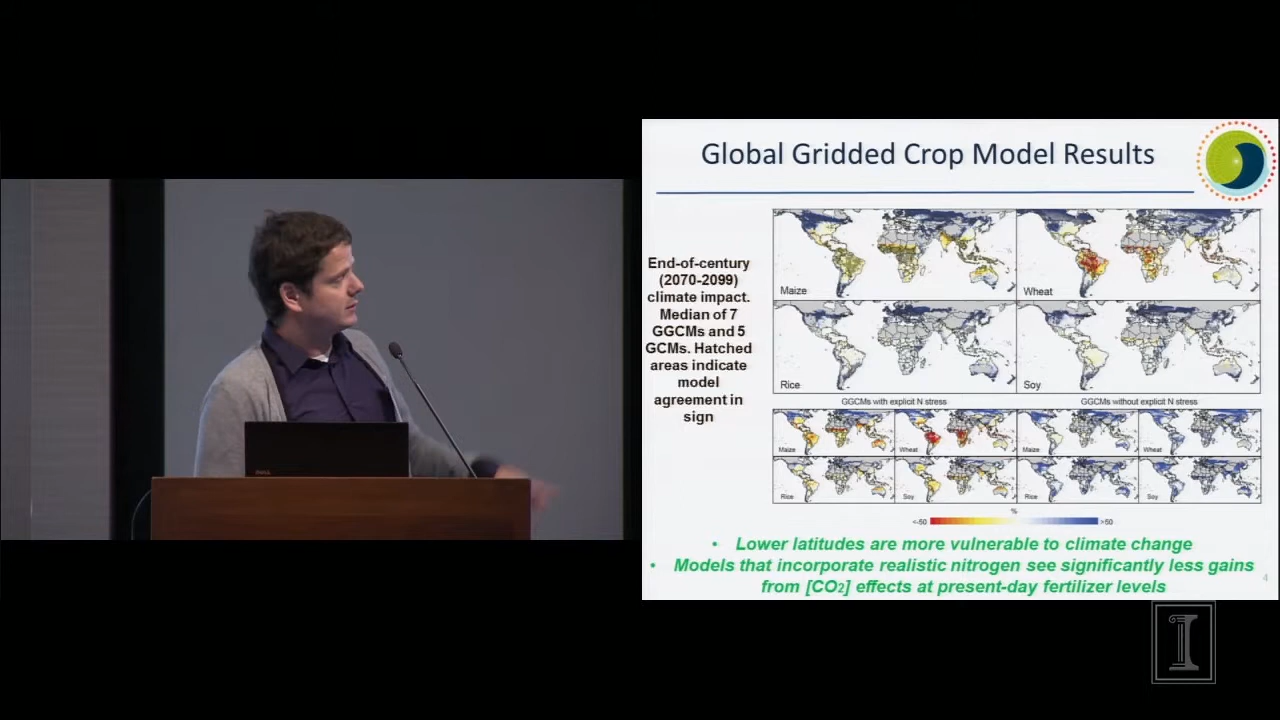 Global Gridded Crop Model Results
End-of-century
(2070-2099)
climate impact.
Median of 7
GGCMs and 5
GCMs. Hatched
areas indicate
model
agreement in
sign
Maize
Wheat
Rice
Soy
GGCMs with explicit N stress
GGCMs without explicit N stress
Maize
Wheat
Maize
Wheat
Rice
Soy
Rice
Soy
%
<-50
>50
• Lower latitudes are more vulnerable to climate change
• Models that incorporate realistic nitrogen see significantly less gains
from [CO2] effects at present-day fertilizer levels
4
DELL
I